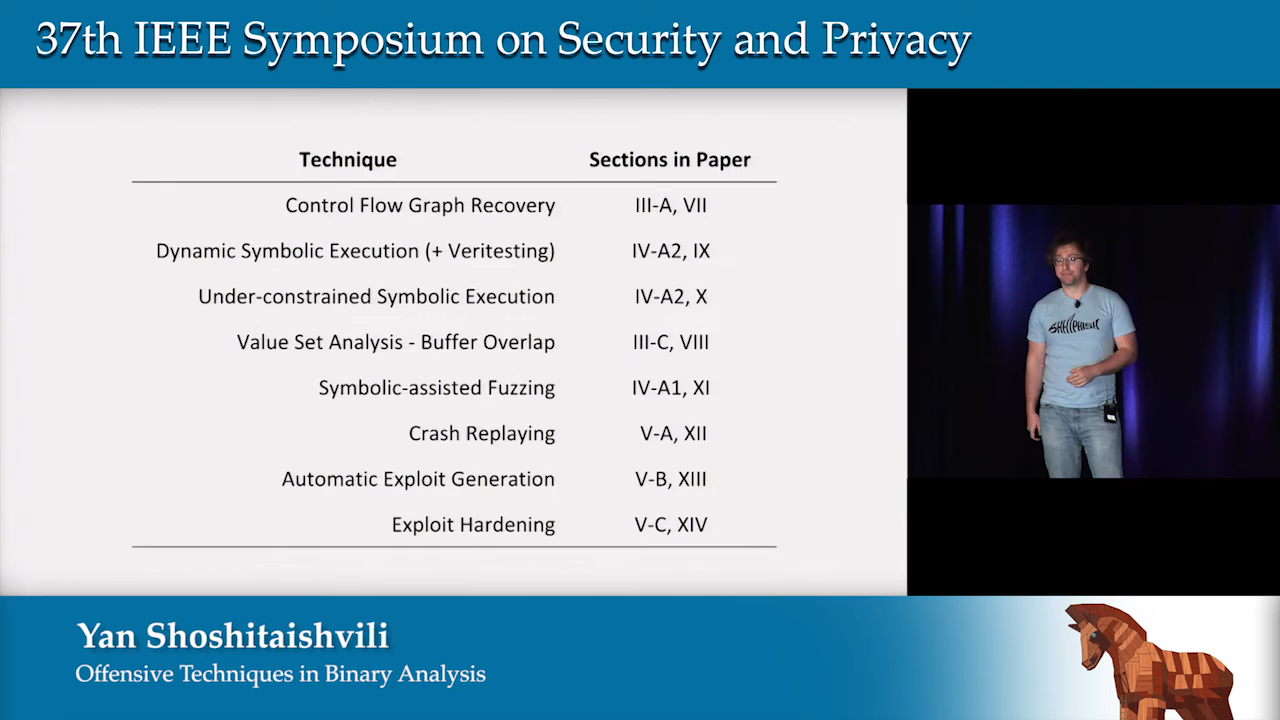 37th IEEE Symposium on Security and Privacy
Technique Sections in Paper
Control Flow Graph Recovery III-A, VII
Dynamic Symbolic Execution (+ Veritesting) IV-A2, IX
Under-constrained Symbolic Execution IV-A2, X
Value Set Analysis - Buffer Overlap III-C, VIII
Symbolic-assisted Fuzzing IV-A1, XI
Crash Replaying V-A, XII
Automatic Exploit Generation V-B, XIII
Exploit Hardening V-C, XIV
SHELLPHISH
Yan Shoshitaishvili
Offensive Techniques in Binary Analysis